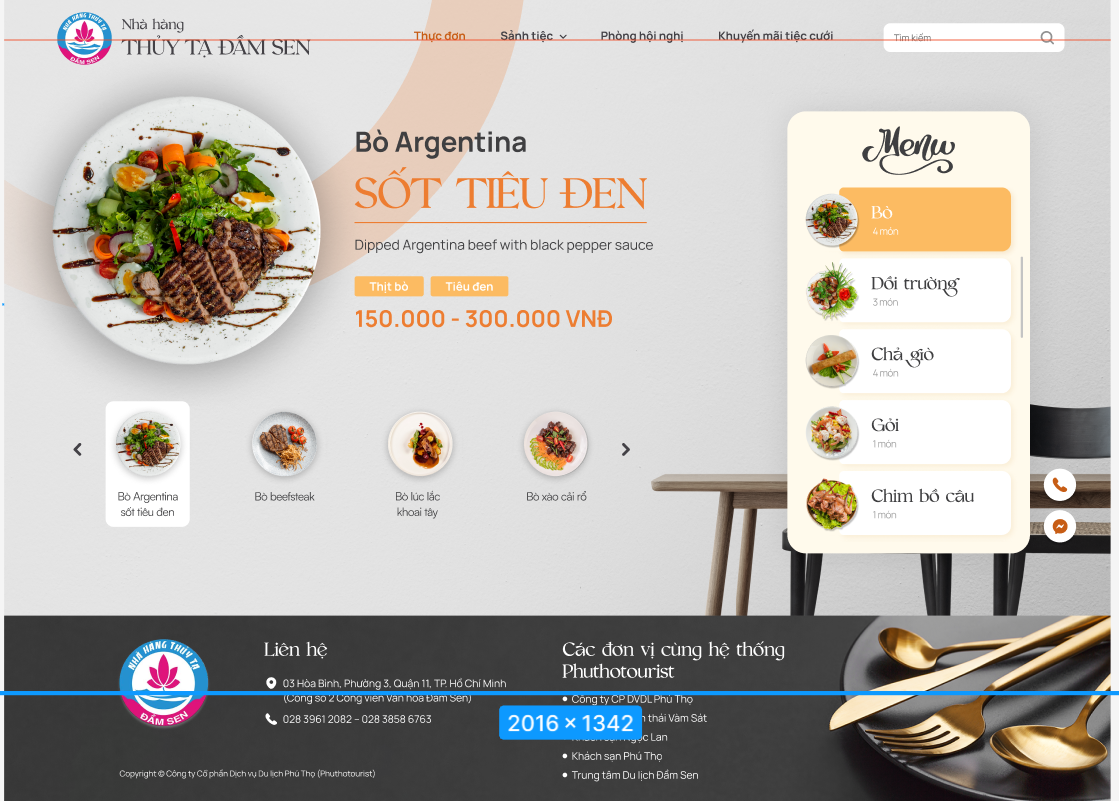 NHÀ HÀNG THỦY TẠ
ĐẦM SEN
Nhà hàng
THỦY TẠ ĐẦM SEN
Thực đơn
Sảnh tiệc
Phòng hội nghị
Khuyến mãi tiệc cưới
Tìm kiếm
Bò Argentina
SỐT TIÊU ĐEN
Dipped Argentina beef with black pepper sauce
Thịt bò
Tiêu đen
150.000 - 300.000 VNĐ
Bò Argentina
sốt tiêu đen
Bò beefsteak
Bò lúc lắc
khoai tây
Bò xào cải rổ
Menu
Bò
4 món
Dồi trường
3 món
Chả giò
4 món
Gỏi
1 món
Chim bồ câu
1 món
NHÀ HÀNG THỦY TẠ
ĐẦM SEN
Liên hệ
03 Hòa Bình, Phường 3, Quận 11, TP. Hồ Chí Minh
(Cổng số 2 Công viên Văn hóa Đầm Sen)
028 3961 2082 – 028 3858 6763
Copyright © Công ty Cổ phần Dịch vụ Du lịch Phú Thọ (Phuthotourist)
Các đơn vị cùng hệ thống
Phuthotourist
Công ty CP DVDL Phú Thọ
thái Vàm Sát
Ngọc Lan
Khách sạn Phú Thọ
Trung tâm Du lịch Đầm Sen
2016 × 1342